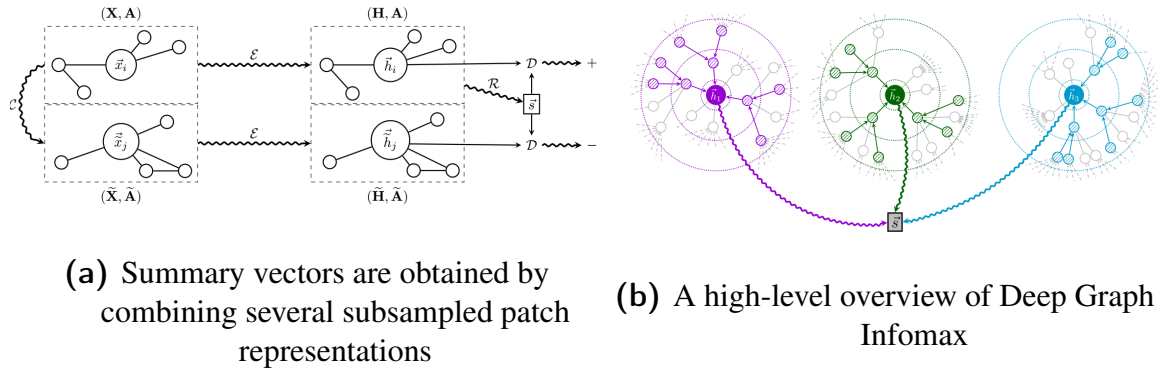 (X, A) (H, A)
x⃗ᵢ ℰ h⃗ᵢ 𝒟 +
ℛ
𝒞 s⃗
x̃⃗ⱼ ℰ h̃⃗ⱼ 𝒟 −
(X̃, Ã) (H̃, Ã)
h⃗₁ h⃗₂ h⃗₃
s⃗
(a) Summary vectors are obtained by
combining several subsampled patch
representations
(b) A high-level overview of Deep Graph
Infomax